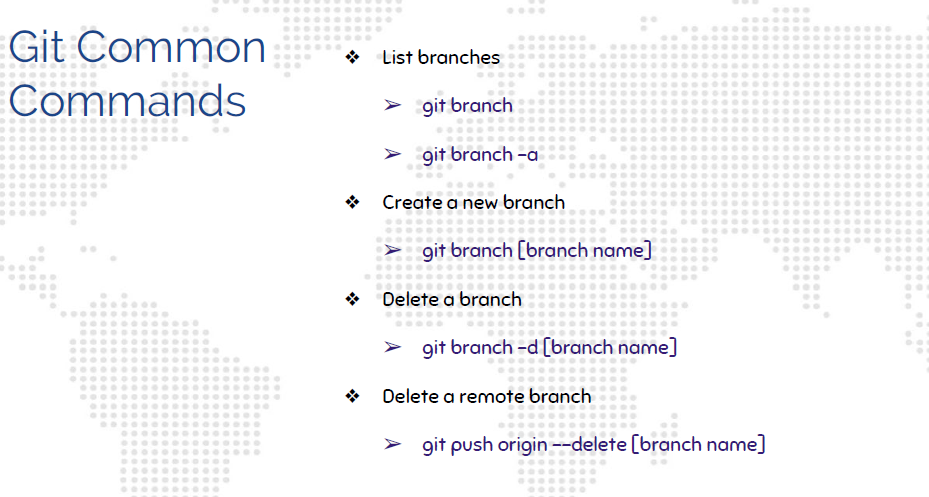 Git Common
Commands
❖ List branches
➢ git branch
➢ git branch -a
❖ Create a new branch
➢ git branch [branch name]
❖ Delete a branch
➢ git branch -d [branch name]
❖ Delete a remote branch
➢ git push origin --delete [branch name]